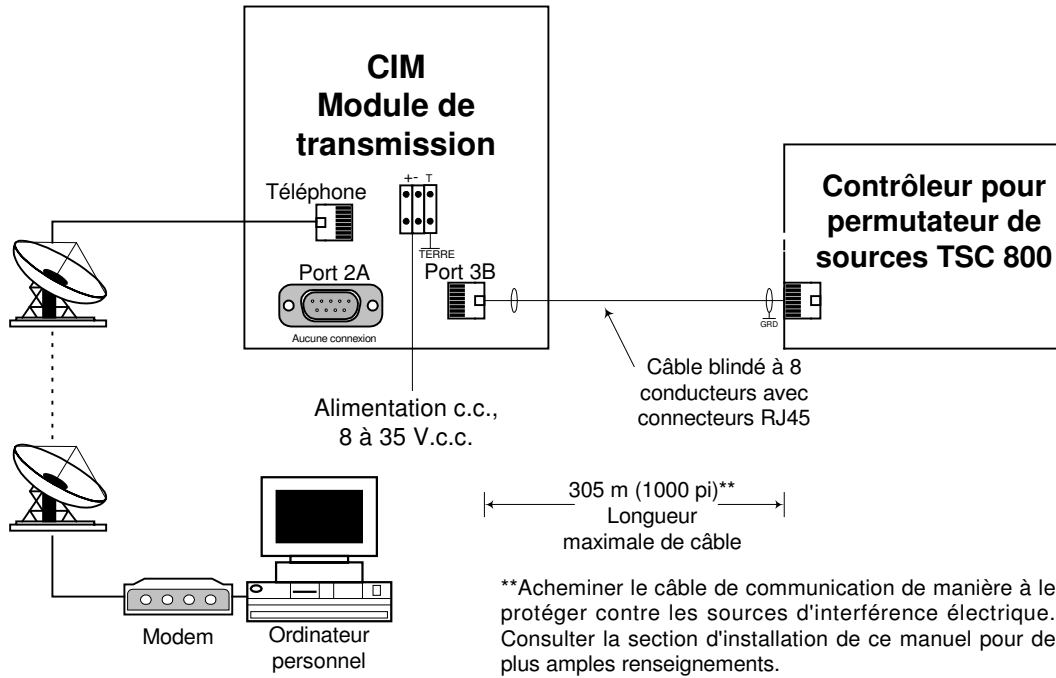 CIM
Module de
transmission
Téléphone
+- T
TERRE
Port 2A
Port 3B
Aucune connexion
Contrôleur pour
permutateur de
sources TSC 800
GRD
Câble blindé à 8
conducteurs avec
connecteurs RJ45
Alimentation c.c.,
8 à 35 V.c.c.
305 m (1000 pi)**
Longueur
maximale de câble
Modem
Ordinateur
personnel
**Acheminer le câble de communication de manière à le
protéger contre les sources d'interférence électrique.
Consulter la section d'installation de ce manuel pour de
plus amples renseignements.